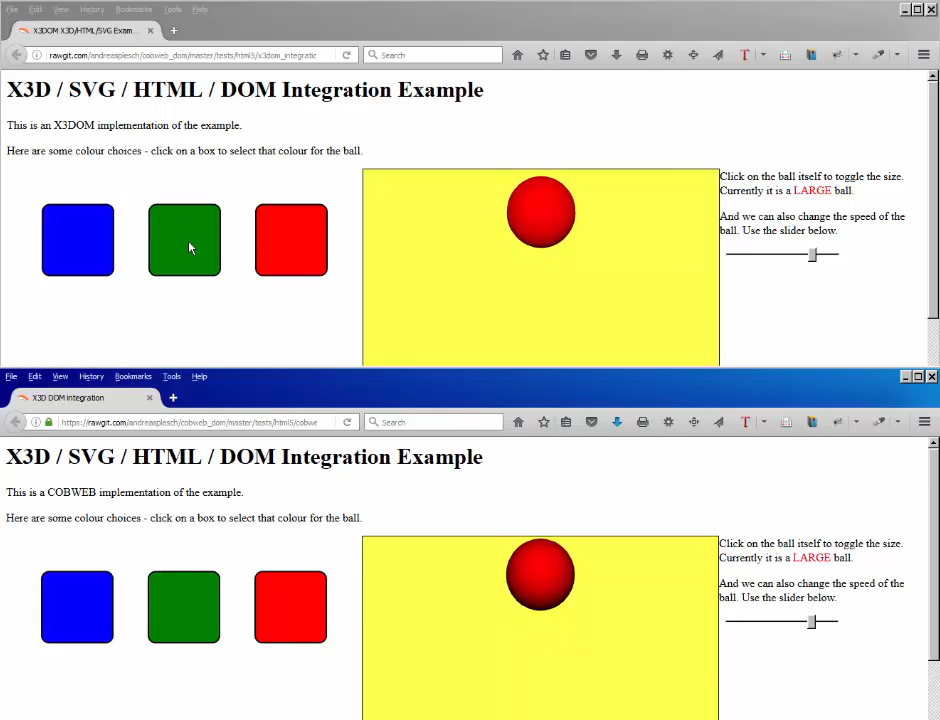 File Edit View History Bookmarks Tools Help
X3DOM X3D/HTML/SVG Exam...
rawgit.com/andreasplesch/cobweb_dom/master/tests/html5/x3dom_integratic
Search
X3D / SVG / HTML / DOM Integration Example
This is an X3DOM implementation of the example.
Here are some colour choices - click on a box to select that colour for the ball.
Click on the ball itself to toggle the size.
Currently it is a LARGE ball.
And we can also change the speed of the
ball. Use the slider below.
File Edit View History Bookmarks Tools Help
X3D DOM integration
https://rawgit.com/andreasplesch/cobweb_dom/master/tests/html5/cobwe
Search
X3D / SVG / HTML / DOM Integration Example
This is a COBWEB implementation of the example.
Here are some colour choices - click on a box to select that colour for the ball.
Click on the ball itself to toggle the size.
Currently it is a LARGE ball.
And we can also change the speed of the
ball. Use the slider below.